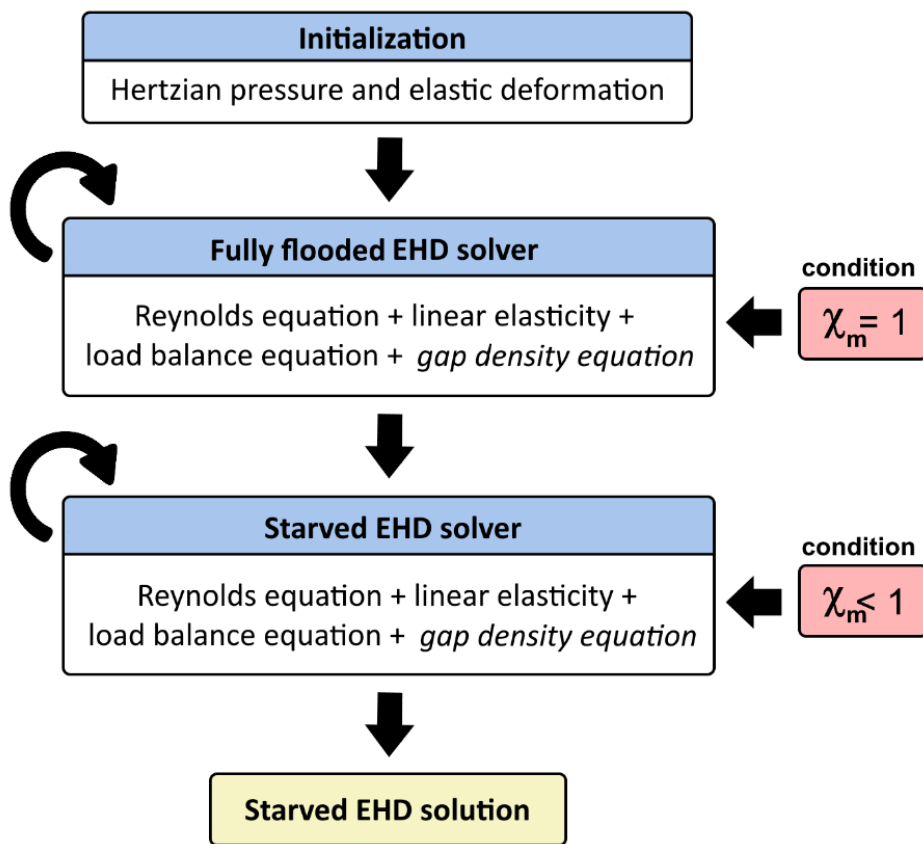 Initialization
Hertzian pressure and elastic deformation
Fully flooded EHD solver
Reynolds equation + linear elasticity +
load balance equation + gap density equation
condition
χm = 1
Starved EHD solver
Reynolds equation + linear elasticity +
load balance equation + gap density equation
condition
χm < 1
Starved EHD solution